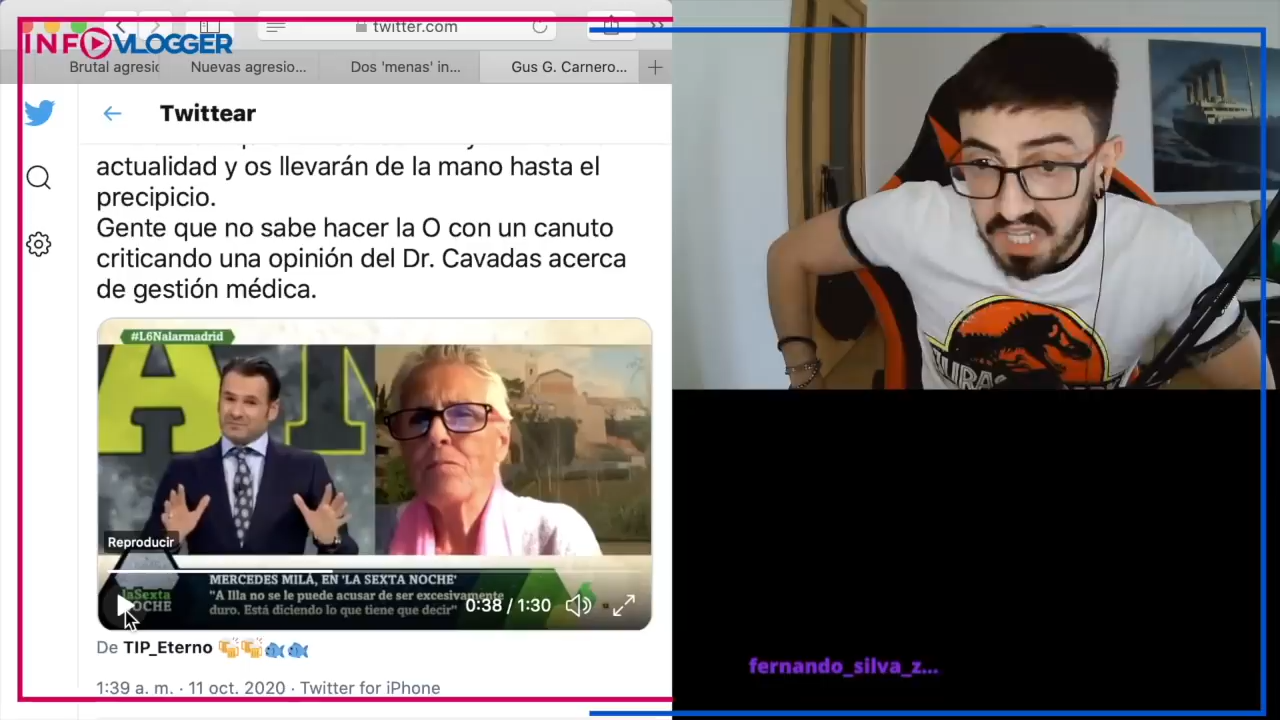 INFOVLOGGER
twitter.com
Brutal agresió
Nuevas agresio...
Dos 'menas' in...
Gus G. Carnero...
Twittear
actualidad y os llevarán de la mano hasta el
precipicio.
Gente que no sabe hacer la O con un canuto
criticando una opinión del Dr. Cavadas acerca
de gestión médica.
#L6Nalarmadrid
Reproducir
MERCEDES MILÁ, EN 'LA SEXTA NOCHE'
"A Illa no se le puede acusar de ser excesivamente
duro. Está diciendo lo que tiene que decir"
laSexta
NOCHE
0:38 / 1:30
De TIP_Eterno
1:39 a. m. · 11 oct. 2020 · Twitter for iPhone
fernando_silva_z...